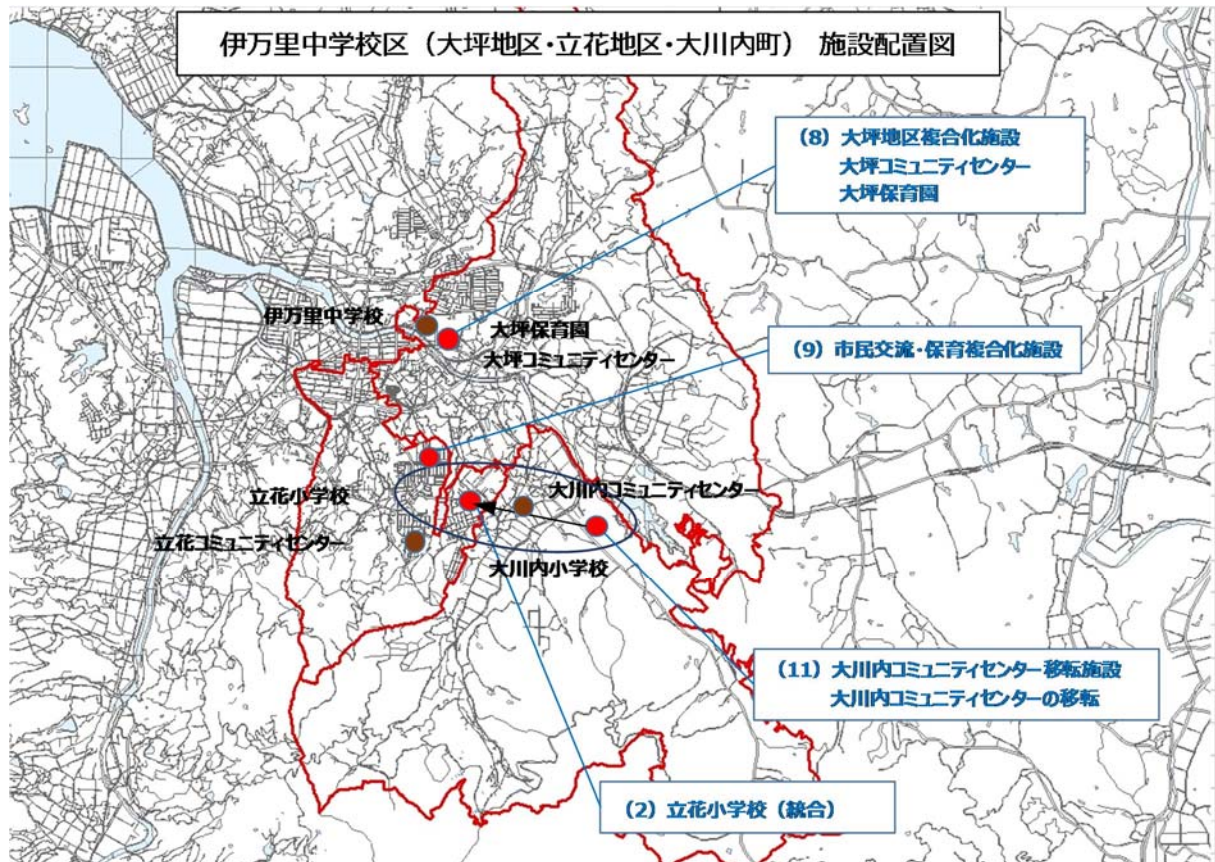 伊万里中学校区（大坪地区・立花地区・大川内町） 施設配置図
（8）大坪地区複合化施設
大坪コミュニティセンター
大坪保育園
伊万里中学校
大坪保育園
大坪コミュニティセンター
（9）市民交流・保育複合化施設
立花小学校
大川内コミュニティセンター
立花コミュニティセンター
大川内小学校
（11）大川内コミュニティセンター移転施設
大川内コミュニティセンターの移転
（2）立花小学校（統合）